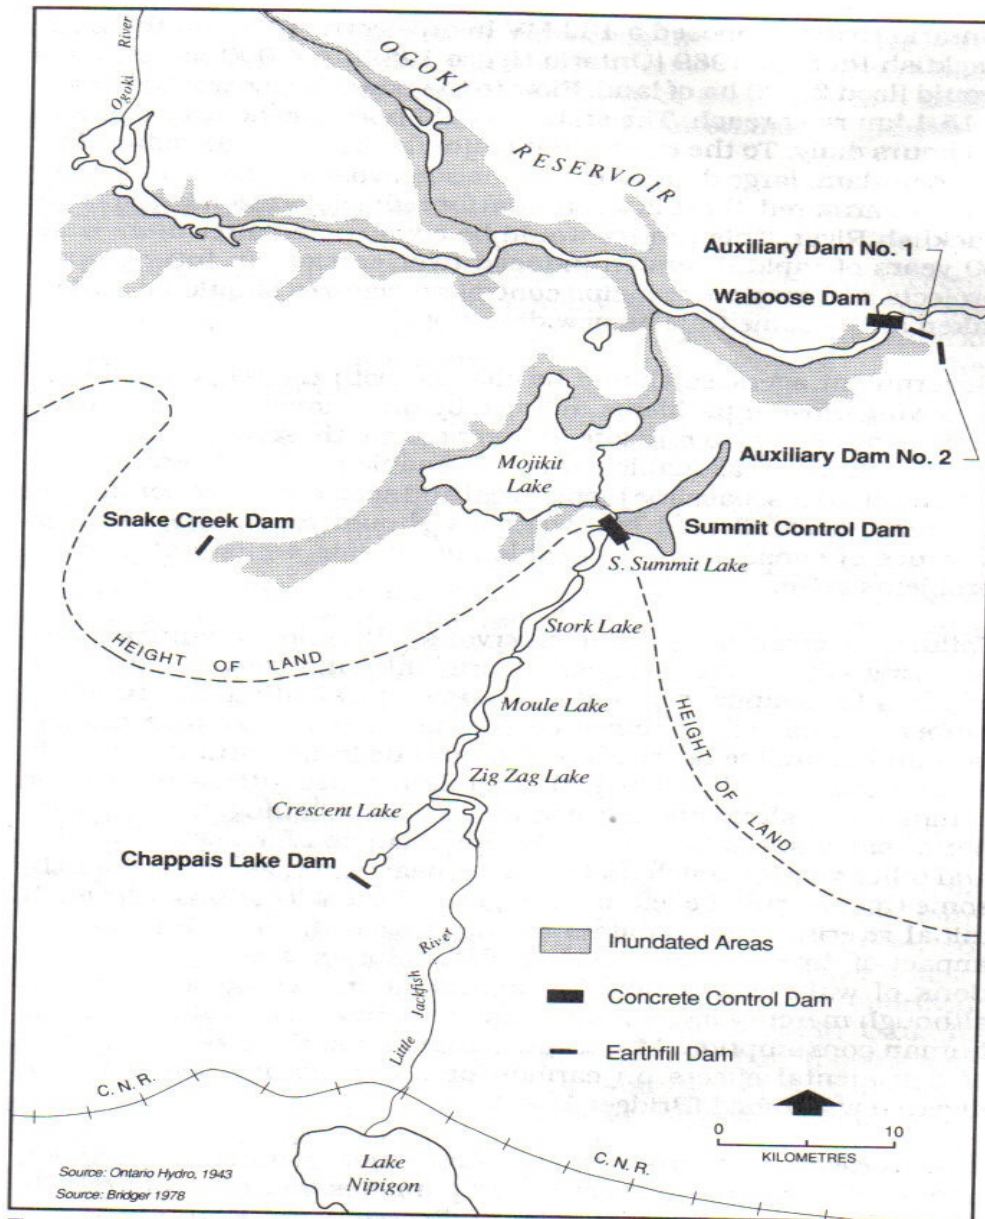 Ogoki River
OGOKI
RESERVOIR
Auxiliary Dam No. 1
Waboose Dam
Auxiliary Dam No. 2
Mojikit
Lake
Snake Creek Dam
Summit Control Dam
S. Summit Lake
HEIGHT OF LAND
Stork Lake
Moule Lake
HEIGHT OF LAND
Zig Zag Lake
Crescent Lake
Chappais Lake Dam
Little Jackfish River
Inundated Areas
Concrete Control Dam
Earthfill Dam
C.N.R.
0 10
KILOMETRES
C.N.R.
Lake
Nipigon
Source: Ontario Hydro, 1943
Source: Bridger 1978